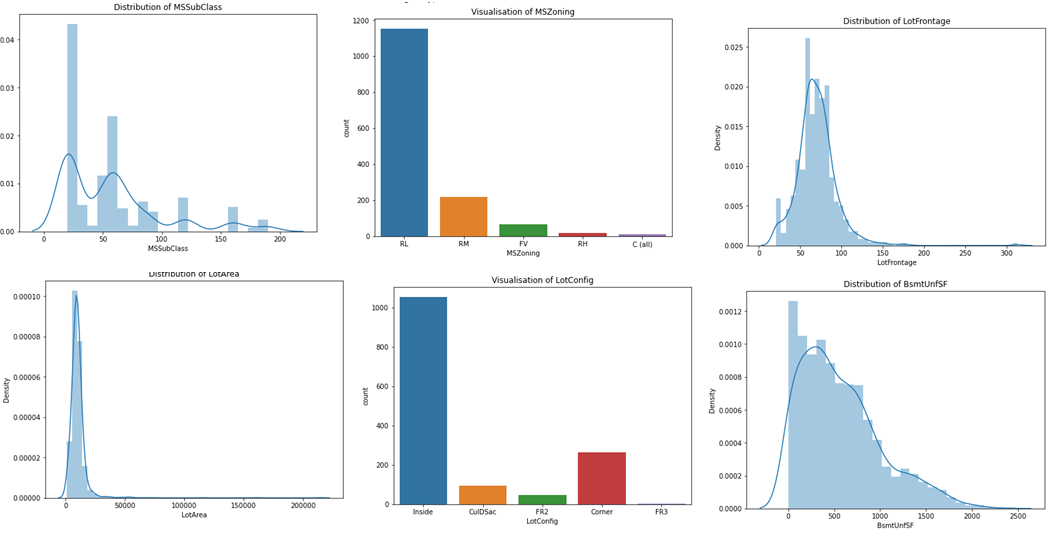 Distribution of MSSubClass
0.04
0.03
0.02
0.01
0.00
0 50 100 150 200
MSSubClass
Visualisation of MSZoning
1200
1000
800
600
400
200
0
count
RL RM FV RH C (all)
MSZoning
Distribution of LotFrontage
0.025
0.020
0.015
0.010
0.005
0.000
Density
0 50 100 150 200 250 300
LotFrontage
Distribution of LotArea
0.00010
0.00008
0.00006
0.00004
0.00002
0.00000
Density
0 50000 100000 150000 200000
LotArea
Visualisation of LotConfig
1000
800
600
400
200
0
count
Inside CulDSac FR2 Corner FR3
LotConfig
Distribution of BsmtUnfSF
0.0012
0.0010
0.0008
0.0006
0.0004
0.0002
0.0000
Density
0 500 1000 1500 2000 2500
BsmtUnfSF